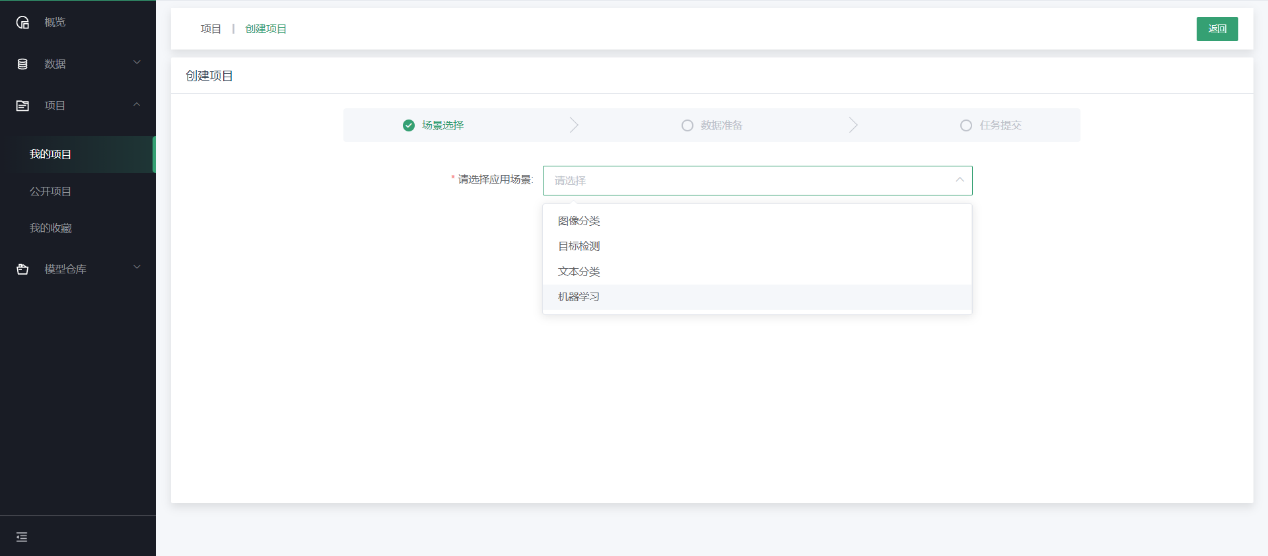 概览
数据
项目
我的项目
公开项目
我的收藏
模型仓库
项目 | 创建项目
返回
创建项目
场景选择
数据准备
任务提交
* 请选择应用场景:
请选择
图像分类
目标检测
文本分类
机器学习